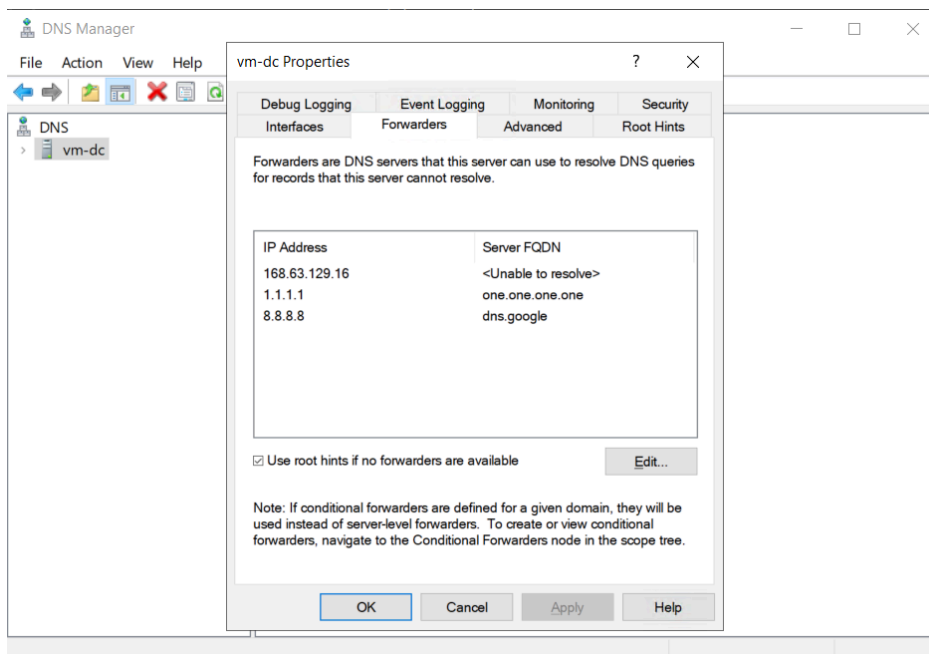 DNS Manager
File Action View Help
DNS
vm-dc
vm-dc Properties
?
Debug Logging Event Logging Monitoring Security
Interfaces Forwarders Advanced Root Hints
Forwarders are DNS servers that this server can use to resolve DNS queries
for records that this server cannot resolve.
IP Address Server FQDN
168.63.129.16 <Unable to resolve>
1.1.1.1 one.one.one.one
8.8.8.8 dns.google
Use root hints if no forwarders are available
Edit...
Note: If conditional forwarders are defined for a given domain, they will be
used instead of server-level forwarders. To create or view conditional
forwarders, navigate to the Conditional Forwarders node in the scope tree.
OK Cancel Apply Help